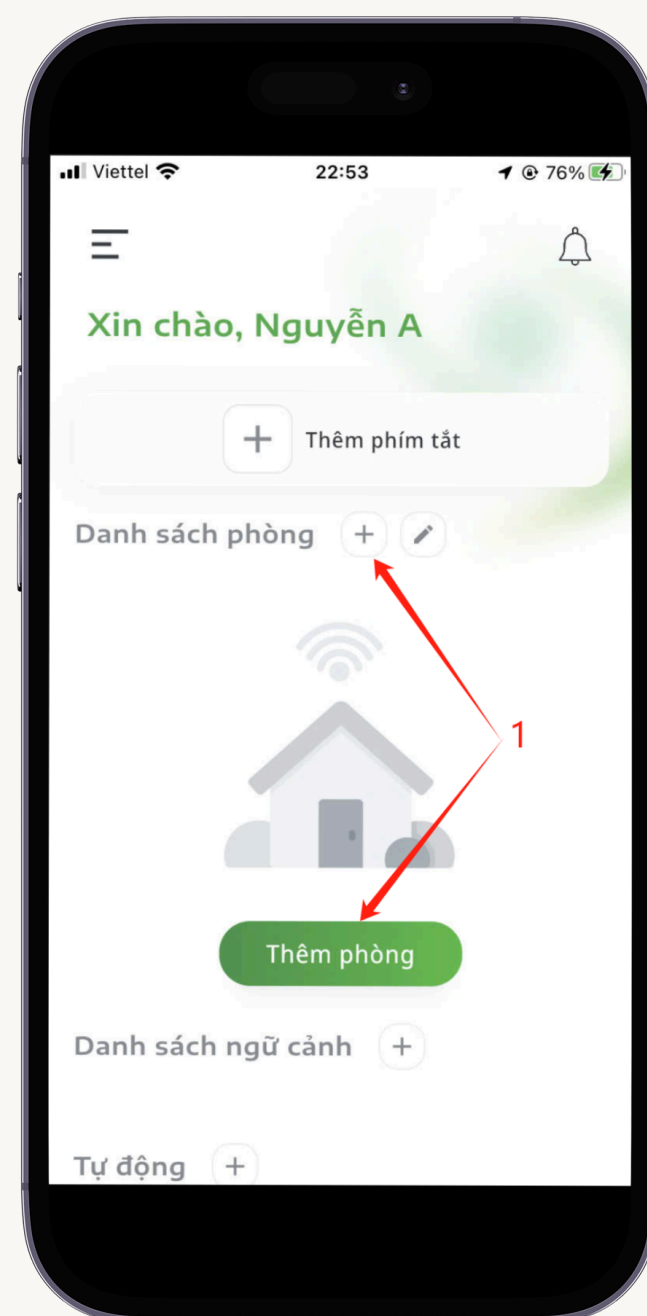 Viettel 22:53 76%
Xin chào, Nguyễn A
Thêm phím tắt
Danh sách phòng
1
Thêm phòng
Danh sách ngữ cảnh
Tự động